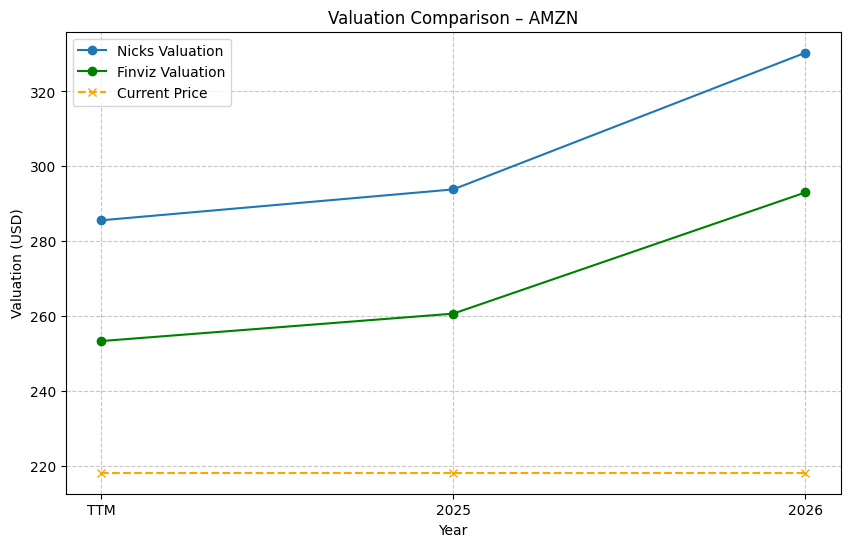 Valuation Comparison – AMZN
Nicks Valuation
Finviz Valuation
Current Price
Valuation (USD)
320
300
280
260
240
220
TTM
2025
2026
Year